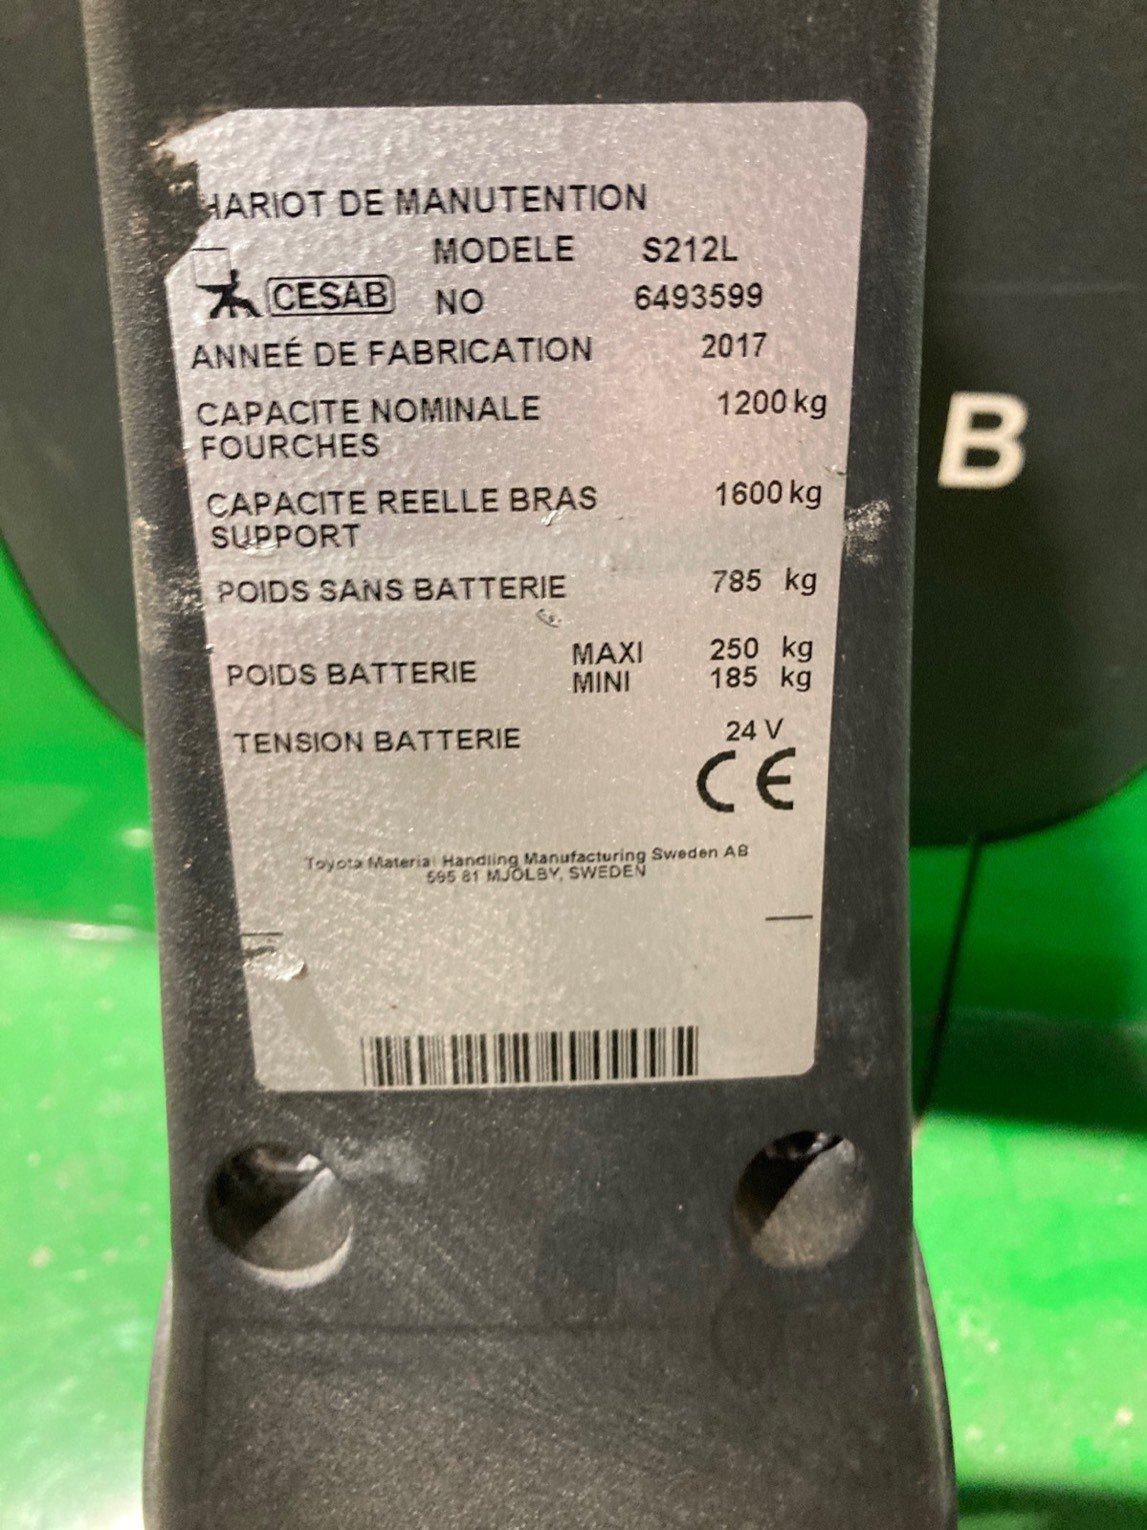 HARIOT DE MANUTENTION
MODELE S212L
CESAB NO 6493599
ANNEÉ DE FABRICATION 2017
CAPACITE NOMINALE 1200 kg
FOURCHES
CAPACITE REELLE BRAS 1600 kg
SUPPORT
POIDS SANS BATTERIE 785 kg
POIDS BATTERIE MAXI 250 kg
MINI 185 kg
TENSION BATTERIE 24 V
CE
Toyota Material Handling Manufacturing Sweden AB
595 81 MJÖLBY, SWEDEN
B